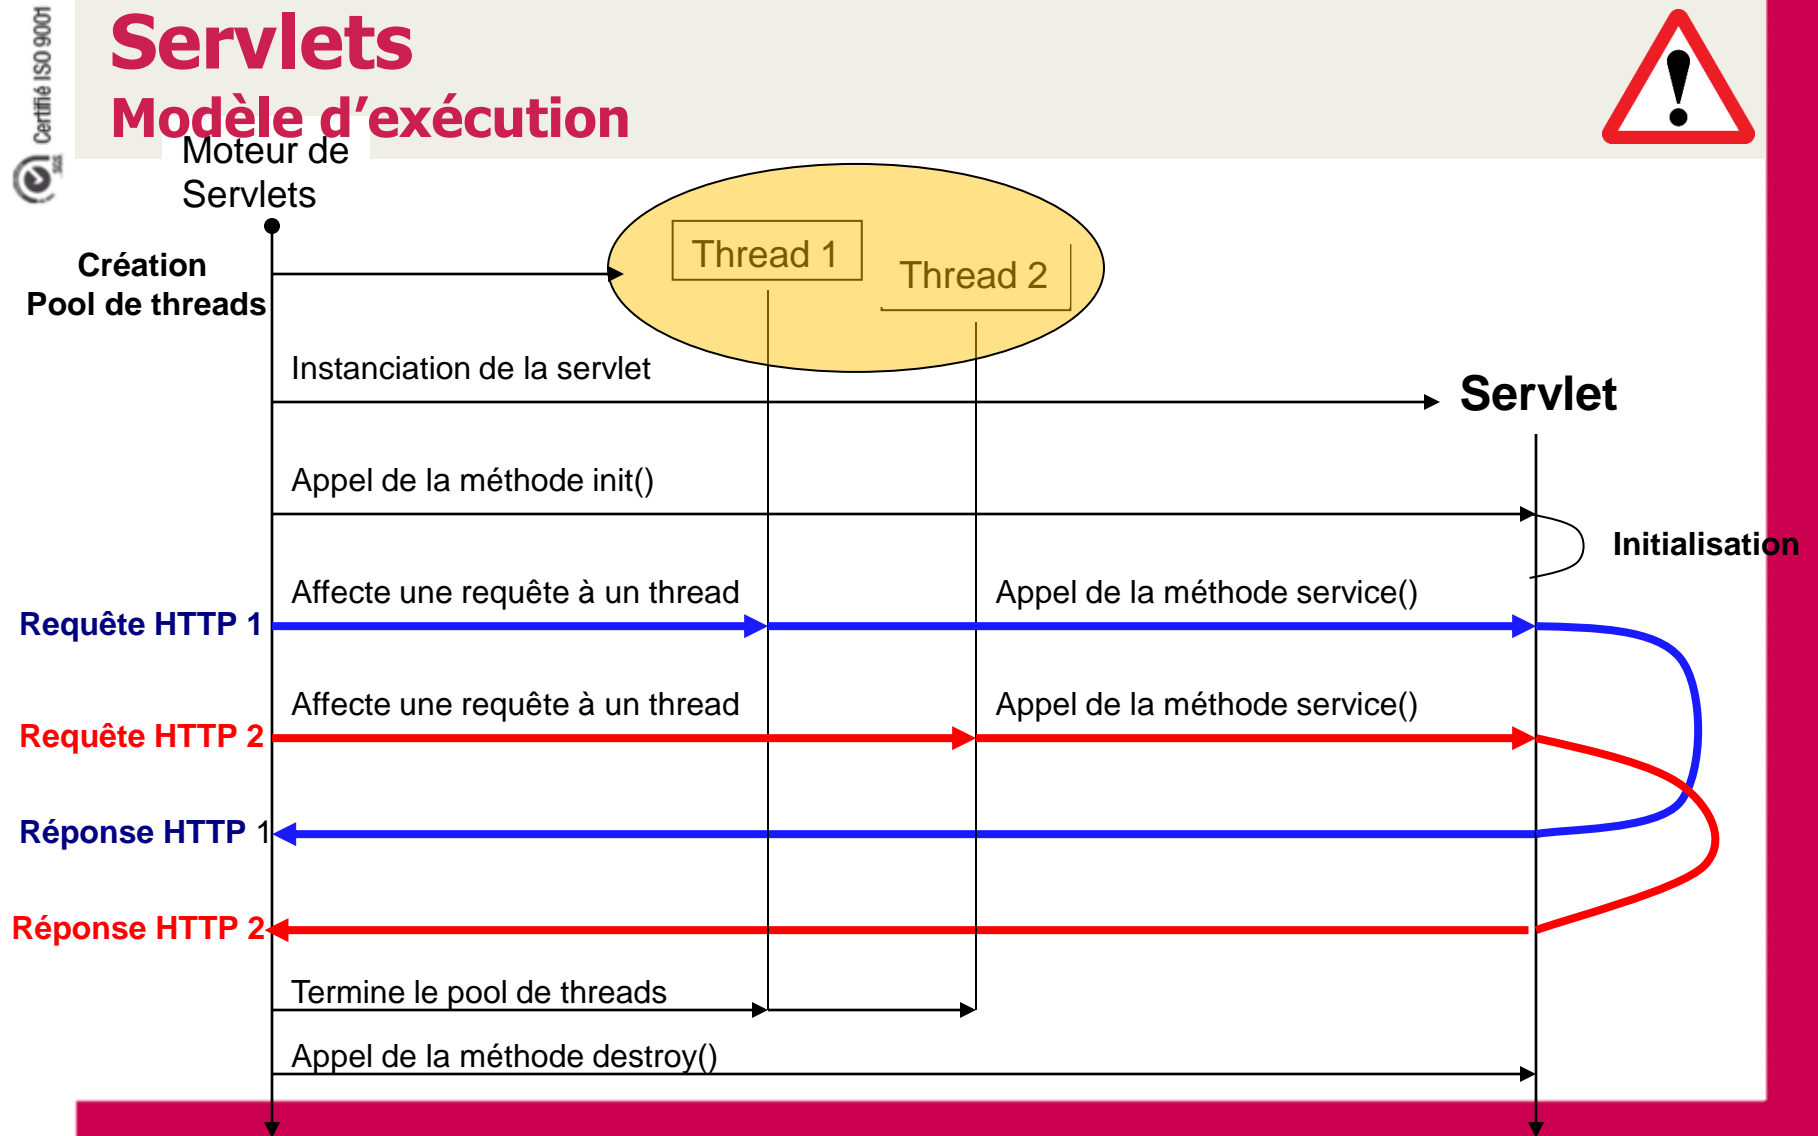 Certifié ISO 9001
SGS
Servlets
Modèle d’exécution
Moteur de
Servlets
Création
Pool de threads
Thread 1
Thread 2
Instanciation de la servlet
Servlet
Appel de la méthode init()
Initialisation
Affecte une requête à un thread
Appel de la méthode service()
Requête HTTP 1
Affecte une requête à un thread
Appel de la méthode service()
Requête HTTP 2
Réponse HTTP 1
Réponse HTTP 2
Termine le pool de threads
Appel de la méthode destroy()